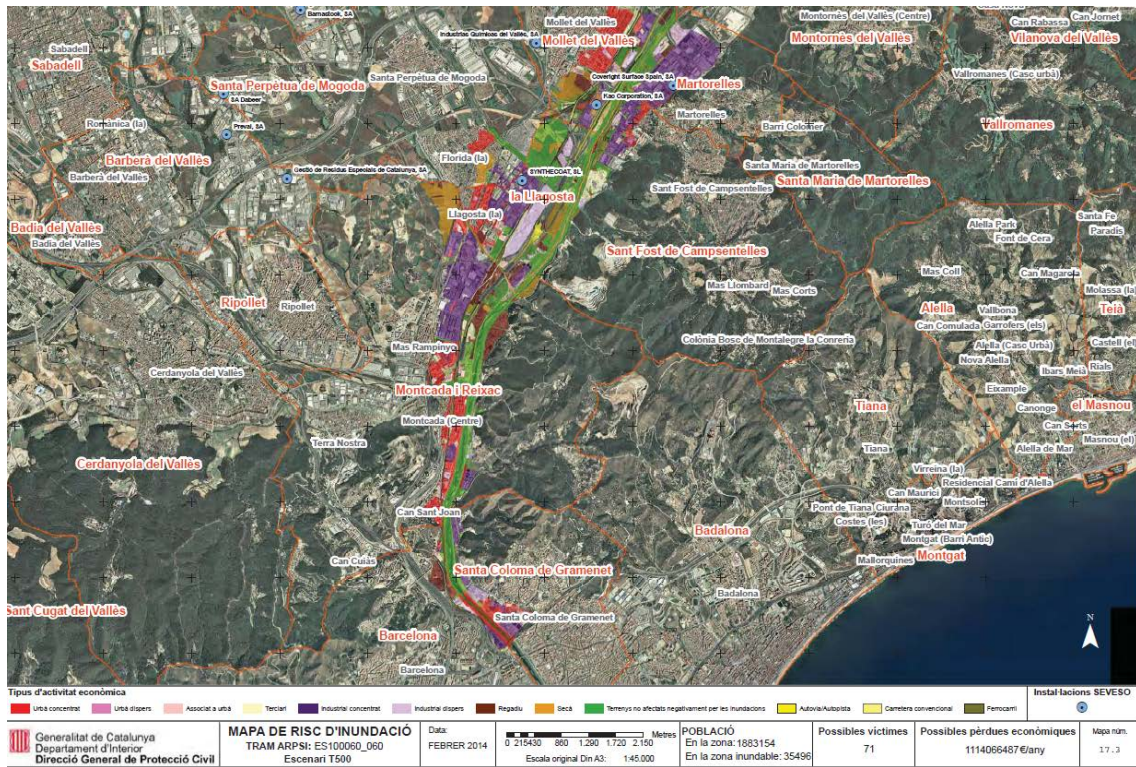 Barnastook, SA
Mollet del Vallès
Montornès del Vallès (Centre)
Can Rabassa
Can Jornet
Sabadell
Industrias Químicas del Vallès, SA
Mollet del Vallès
Montornès del Vallès
Vilanova del Vallès
Sabadell
Santa Perpètua de Mogoda
Santa Perpètua de Mogoda
Coveright Surface Spain, SA
Martorelles
Vallromanes (Casc urbà)
SA Dabeer
Kao Corporation, SA
Martorelles
Romànica (la)
Preval, SA
Barri Colomer
Vallromanes
Barberà del Vallès
Florida (la)
Santa Maria de Martorelles
Barberà del Vallès
Gestió de Residus Especials de Catalunya, SA
SYNTHECOAT, SL
Santa Maria de Martorelles
la Llagosta
Sant Fost de Campsentelles
Llagosta (la)
Santa Fe
Badia del Vallès
Alella Park
Paradís
Badia del Vallès
Font de Cera
Sant Fost de Campsentelles
Mas Coll
Can Magarola
Mas Llombard
Mas Corts
Molassa (la)
Ripollet
Ripollet
Alella
Vallbona
Teià
Can Comulada
Garrofers (els)
Colònia Bosc de Montalegre la Conreria
Alella (Casc Urbà)
Castell (el)
Mas Rampinyo
Nova Alella
Rials
Cerdanyola del Vallès
Ibars Meià
Montcada i Reixac
Eixample
Tiana
Canonge
el Masnou
Montcada (Centre)
Can Sorts
Terra Nostra
Tiana
Alella de Mar
Masnou (el)
Cerdanyola del Vallès
Virreina (la)
Residencial Camí d'Alella
Can Maurici
Can Sant Joan
Pont de Tiana Ciurana
Montsolis
Badalona
Costes (les)
Turó del Mar
Montgat (Barri Antic)
Can Cuiàs
Mallorquines
Montgat
Santa Coloma de Gramenet
Badalona
Sant Cugat del Vallès
Santa Coloma de Gramenet
Barcelona
Barcelona
N
Tipus d'activitat econòmica
Instal·lacions SEVESO
Urbà concentrat
Urbà dispers
Associat a urbà
Terciari
Industrial concentrat
Industrial dispers
Regadiu
Secà
Terrenys no afectats negativament per les inundacions
Autovia/Autopista
Carretera convencional
Ferrocarril
Generalitat de Catalunya
Departament d'Interior
Direcció General de Protecció Civil
MAPA DE RISC D'INUNDACIÓ
TRAM ARPSI: ES100060_060
Escenari T500
Data:
FEBRER 2014
Metres
0 215430 860 1.290 1.720 2.150
Escala original Din A3: 1:45.000
POBLACIÓ
En la zona: 1883154
En la zona inundable: 35496
Possibles víctimes
71
Possibles pèrdues econòmiques
1114066487€/any
Mapa núm.
17.3